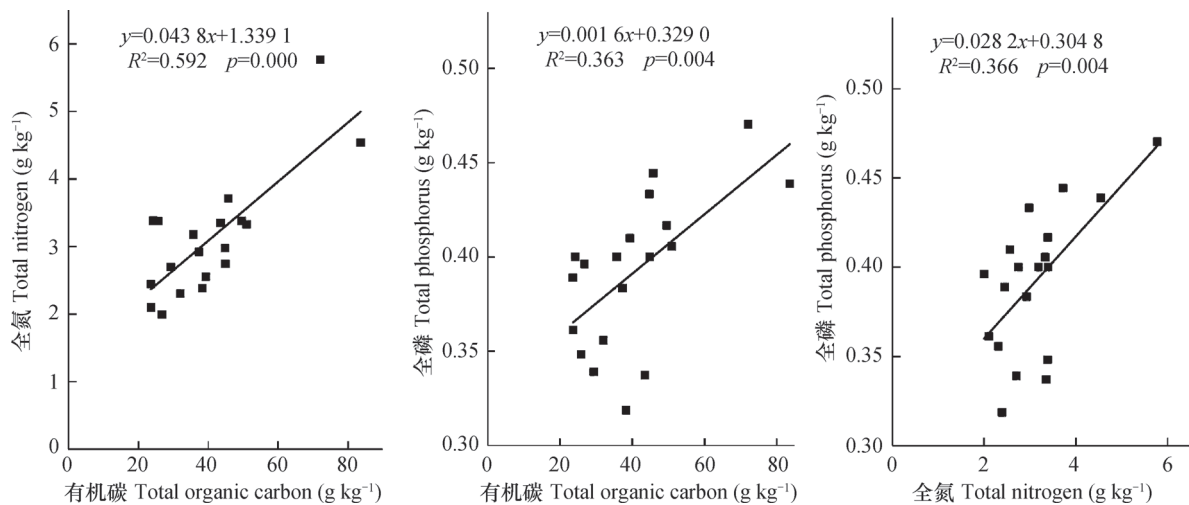 y=0.043 8x+1.339 1
R²=0.592 p=0.000
6
5
4
3
2
1
0
全氮 Total nitrogen (g kg⁻¹)
0 20 40 60 80
有机碳 Total organic carbon (g kg⁻¹)
y=0.001 6x+0.329 0
R²=0.363 p=0.004
0.50
0.45
0.40
0.35
0.30
全磷 Total phosphorus (g kg⁻¹)
0 20 40 60 80
有机碳 Total organic carbon (g kg⁻¹)
y=0.028 2x+0.304 8
R²=0.366 p=0.004
0.50
0.45
0.40
0.35
0.30
全磷 Total phosphorus (g kg⁻¹)
0 2 4 6
全氮 Total nitrogen (g kg⁻¹)